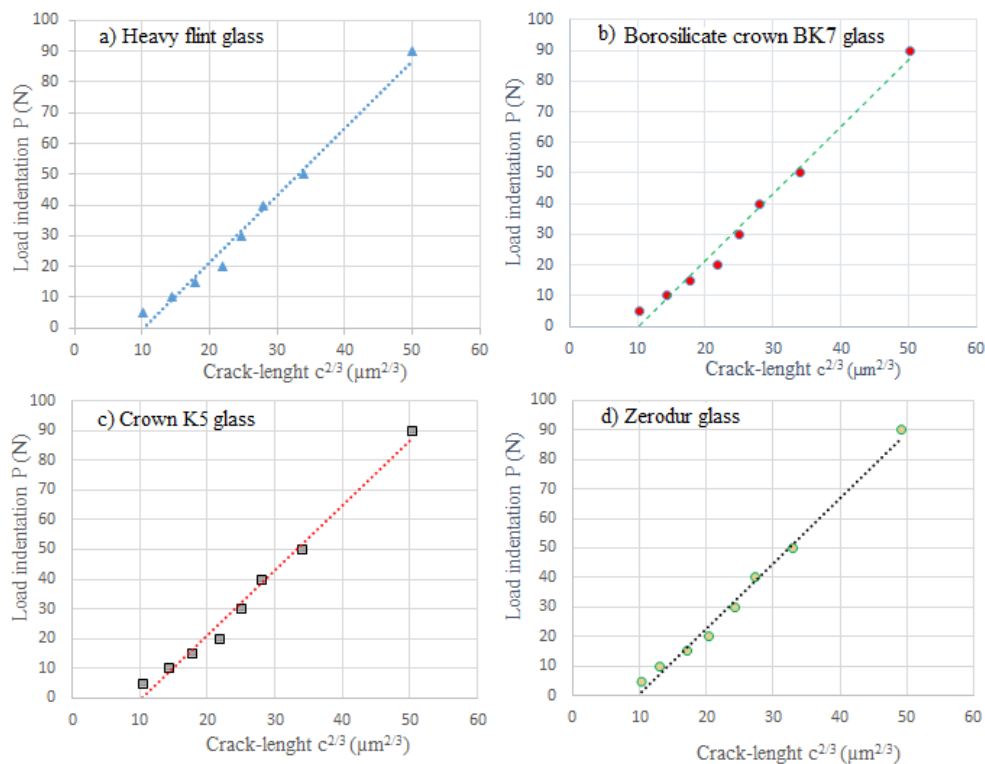 a) Heavy flint glass
Load indentation P (N)
100
90
80
70
60
50
40
30
20
10
0
0 10 20 30 40 50 60
Crack-lenght c2/3 (µm2/3)
b) Borosilicate crown BK7 glass
Load indentation P (N)
100
90
80
70
60
50
40
30
20
10
0
0 10 20 30 40 50 60
Crack-lenght c2/3 (µm2/3)
c) Crown K5 glass
Load indentation P (N)
100
90
80
70
60
50
40
30
20
10
0
0 10 20 30 40 50 60
Crack-lenght c2/3 (µm2/3)
d) Zerodur glass
Load indentation P (N)
100
90
80
70
60
50
40
30
20
10
0
0 10 20 30 40 50 60
Crack-lenght c2/3 (µm2/3)